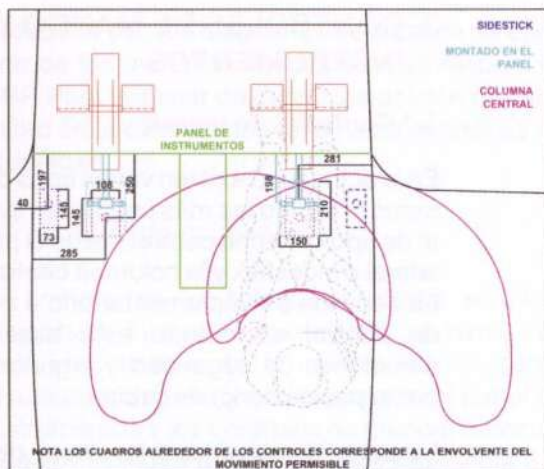 SIDESTICK
MONTADO EN EL
PANEL
COLUMNA
CENTRAL
PANEL DE
INSTRUMENTOS
281
197
108
250
198
40
145
145
210
73
150
285
NOTA LOS CUADROS ALREDEDOR DE LOS CONTROLES CORRESPONDE A LA ENVOLVENTE DEL
MOVIMIENTO PERMISIBLE